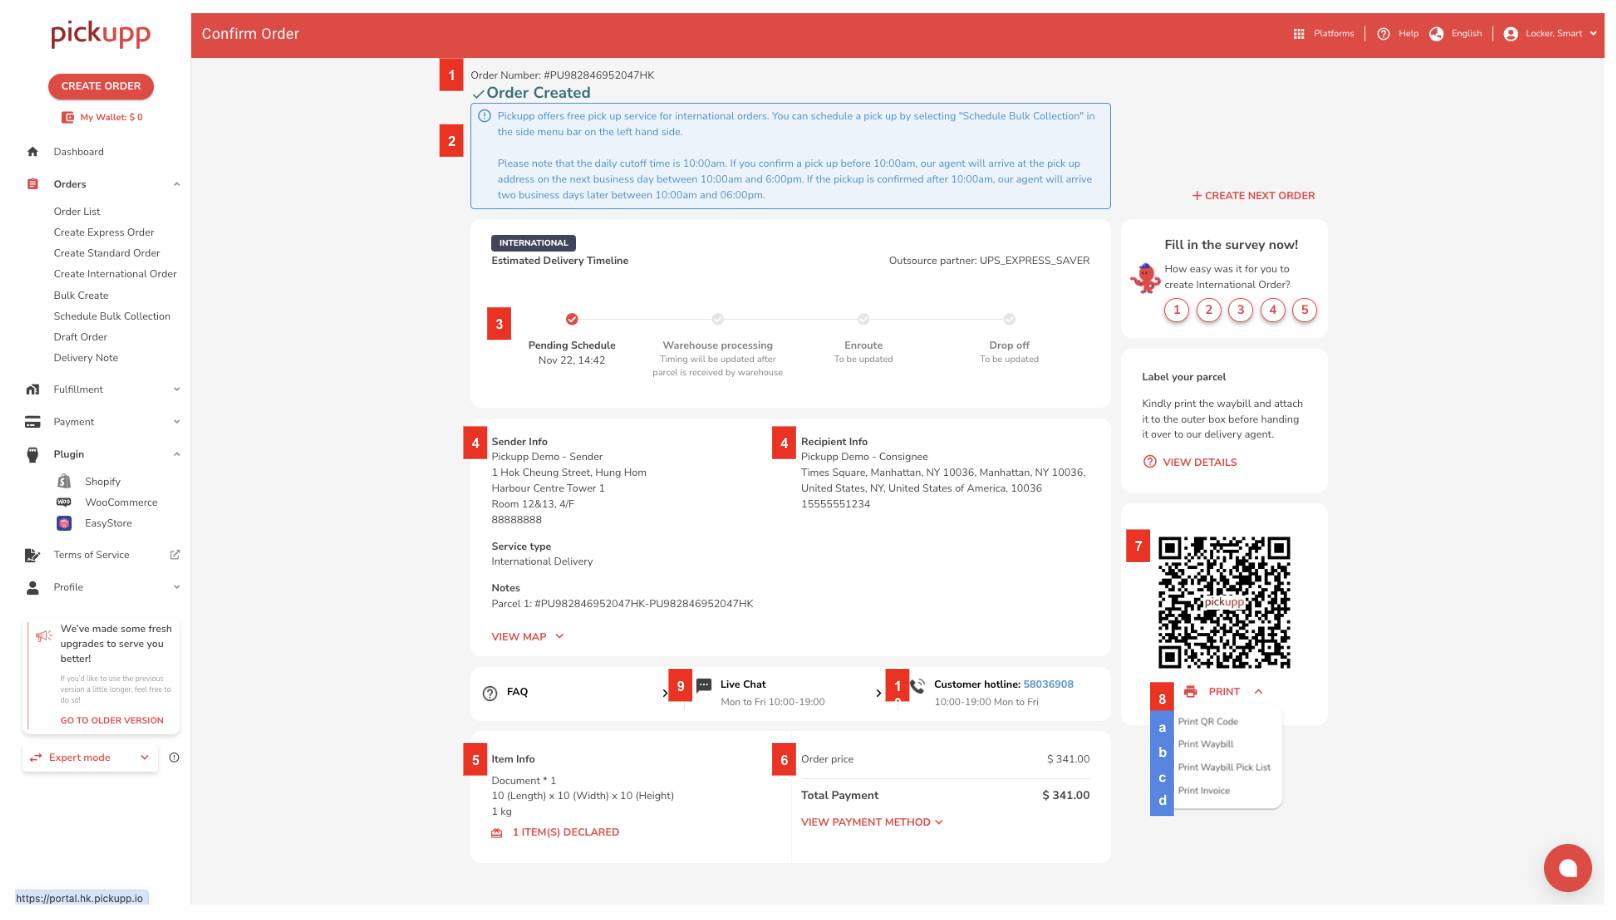 pickupp
CREATE ORDER
My Wallet: $ 0
Dashboard
Orders
Order List
Create Express Order
Create Standard Order
Create International Order
Bulk Create
Schedule Bulk Collection
Draft Order
Delivery Note
Fulfillment
Payment
Plugin
Shopify
WooCommerce
EasyStore
Terms of Service
Profile
We've made some fresh
upgrades to serve you
better!
If you'd like to use the previous
version a little longer, feel free to
do so!
GO TO OLDER VERSION
Expert mode
https://portal.hk.pickupp.io
Confirm Order
Platforms
Help
English
Locker, Smart
1
Order Number: #PU982846952047HK
Order Created
2
Pickupp offers free pick up service for international orders. You can schedule a pick up by selecting "Schedule Bulk Collection" in
the side menu bar on the left hand side.
Please note that the daily cutoff time is 10:00am. If you confirm a pick up before 10:00am, our agent will arrive at the pick up
address on the next business day between 10:00am and 6:00pm. If the pickup is confirmed after 10:00am, our agent will arrive
two business days later between 10:00am and 06:00pm.
+ CREATE NEXT ORDER
INTERNATIONAL
Estimated Delivery Timeline
Outsource partner: UPS_EXPRESS_SAVER
3
Pending Schedule
Nov 22, 14:42
Warehouse processing
Timing will be updated after
parcel is received by warehouse
Enroute
To be updated
Drop off
To be updated
Fill in the survey now!
How easy was it for you to
create International Order?
1 2 3 4 5
Label your parcel
Kindly print the waybill and attach
it to the outer box before handing
it over to our delivery agent.
VIEW DETAILS
4
Sender Info
Pickupp Demo - Sender
1 Hok Cheung Street, Hung Hom
Harbour Centre Tower 1
Room 12&13, 4/F
88888888
Service type
International Delivery
Notes
Parcel 1: #PU982846952047HK-PU982846952047HK
VIEW MAP
4
Recipient Info
Pickupp Demo - Consignee
Times Square, Manhattan, NY 10036, Manhattan, NY 10036,
United States, NY, United States of America, 10036
15555551234
7
pickupp
8
PRINT
a
Print QR Code
b
Print Waybill
c
Print Waybill Pick List
d
Print Invoice
FAQ
9
Live Chat
Mon to Fri 10:00-19:00
1
Customer hotline: 58036908
10:00-19:00 Mon to Fri
5
Item Info
Document * 1
10 (Length) x 10 (Width) x 10 (Height)
1 kg
1 ITEM(S) DECLARED
6
Order price
$ 341.00
Total Payment
$ 341.00
VIEW PAYMENT METHOD